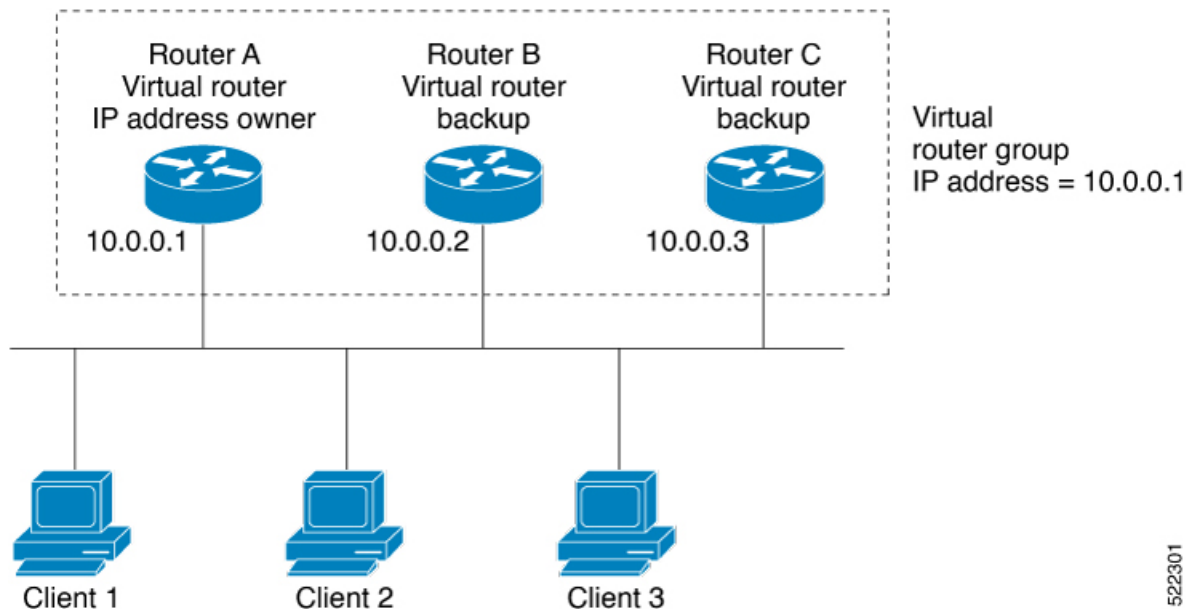 Router A
Virtual router
IP address owner
Router B
Virtual router
backup
Router C
Virtual router
backup
Virtual
router group
IP address = 10.0.0.1
10.0.0.1
10.0.0.2
10.0.0.3
Client 1
Client 2
Client 3
522301